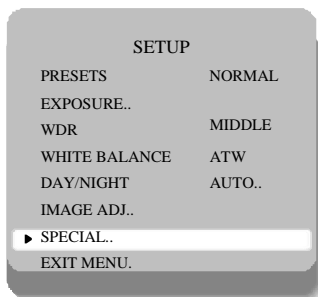 SETUP
PRESETS NORMAL
EXPOSURE..
WDR MIDDLE
WHITE BALANCE ATW
DAY/NIGHT AUTO..
IMAGE ADJ..
SPECIAL..
EXIT MENU.